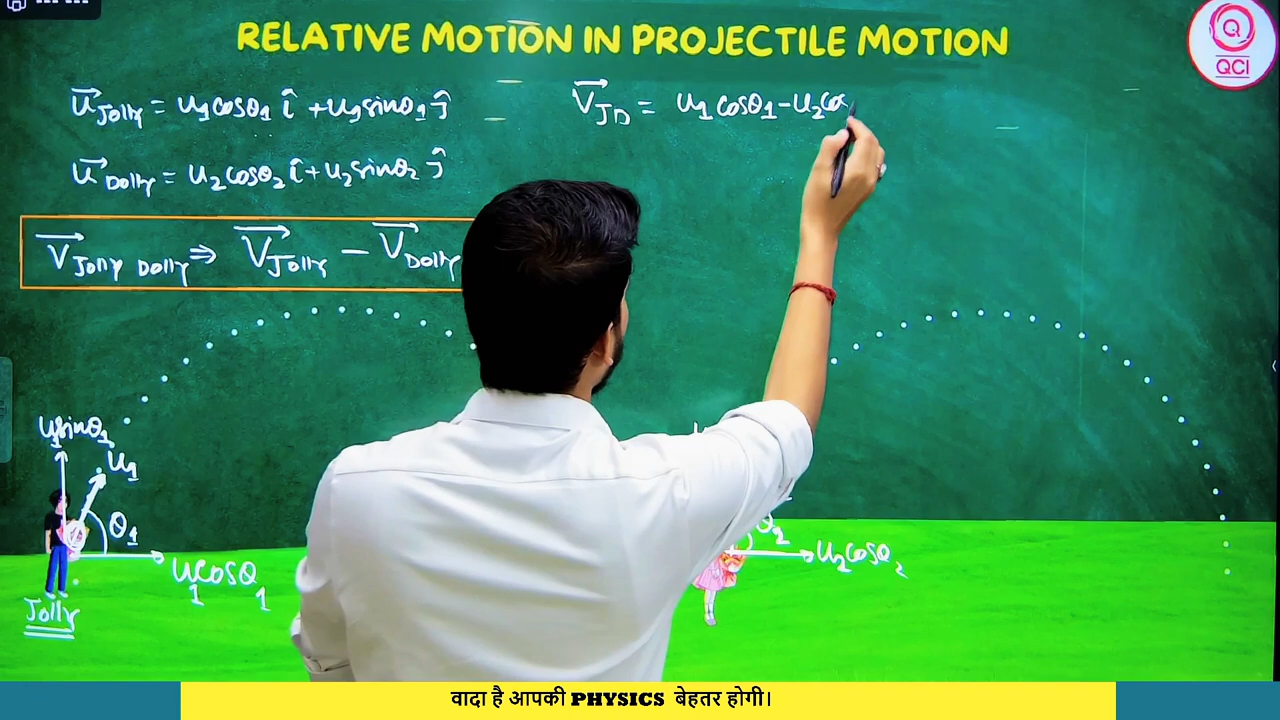 RELATIVE MOTION IN PROJECTILE MOTION
Q
QCI
u⃗Jolly = u₁cosθ₁ î + u₁sinθ₁ ĵ
V⃗JD = u₁cosθ₁-u₂cos
u⃗Dolly = u₂cosθ₂ î + u₂sinθ₂ ĵ
V⃗Jolly Dolly ⇒ V⃗Jolly - V⃗Dolly
u₁sinθ₁
u₁
θ₁
u₁cosθ₁
Jolly
u₂cosθ₂
वादा है आपकी PHYSICS बेहतर होगी।